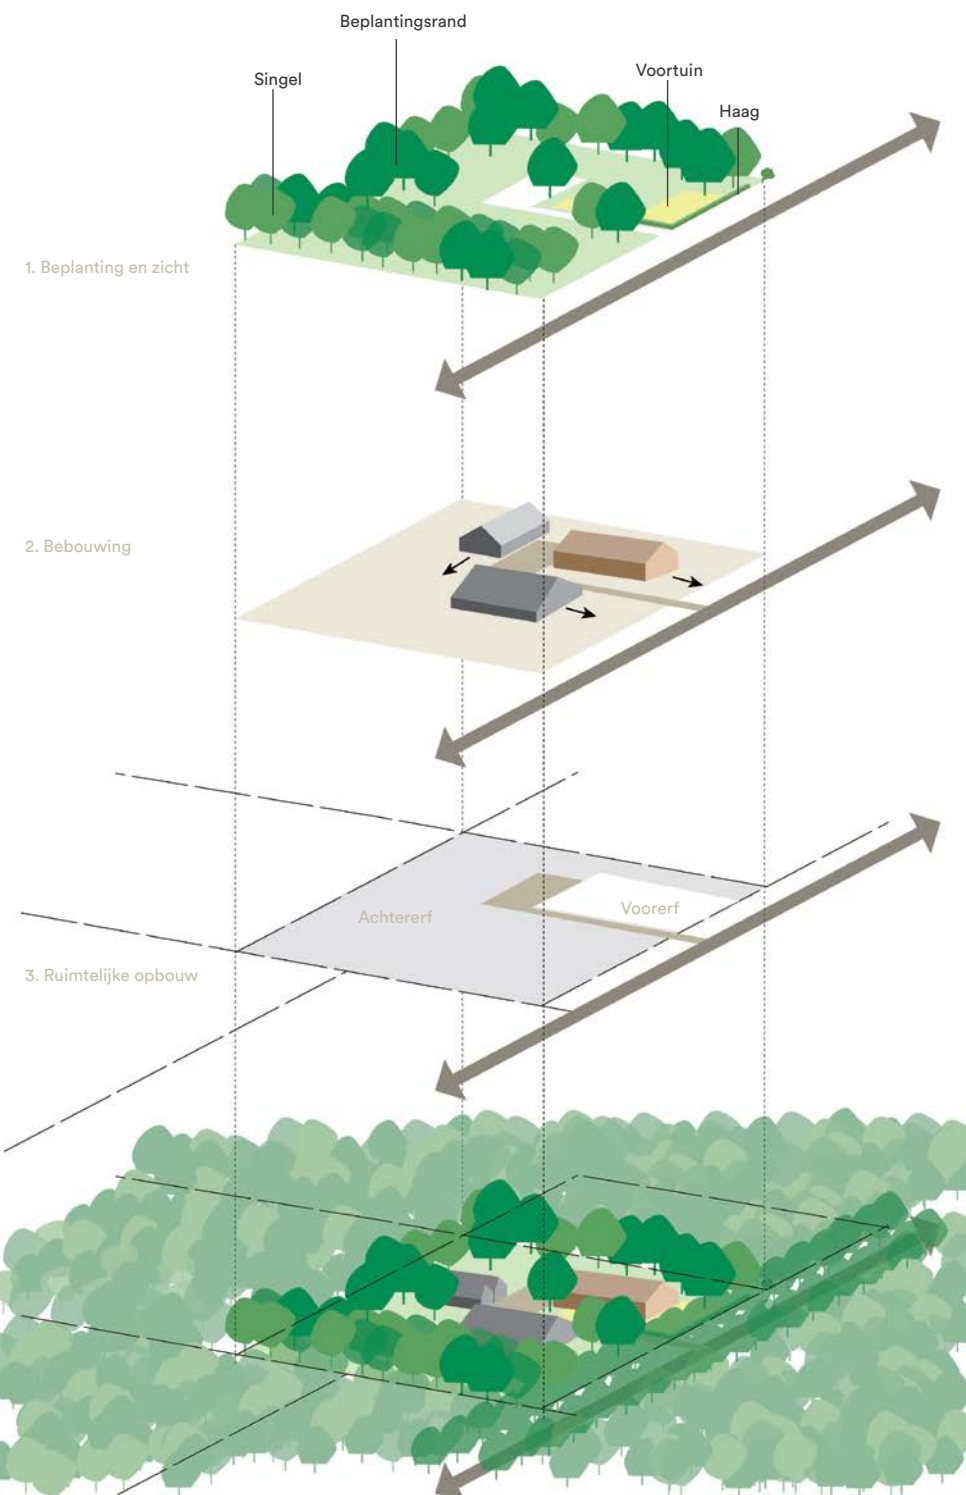 Beplantingsrand
Singel
Voortuin
Haag
1. Beplanting en zicht
2. Bebouwing
Achtererf
Voorerf
3. Ruimtelijke opbouw